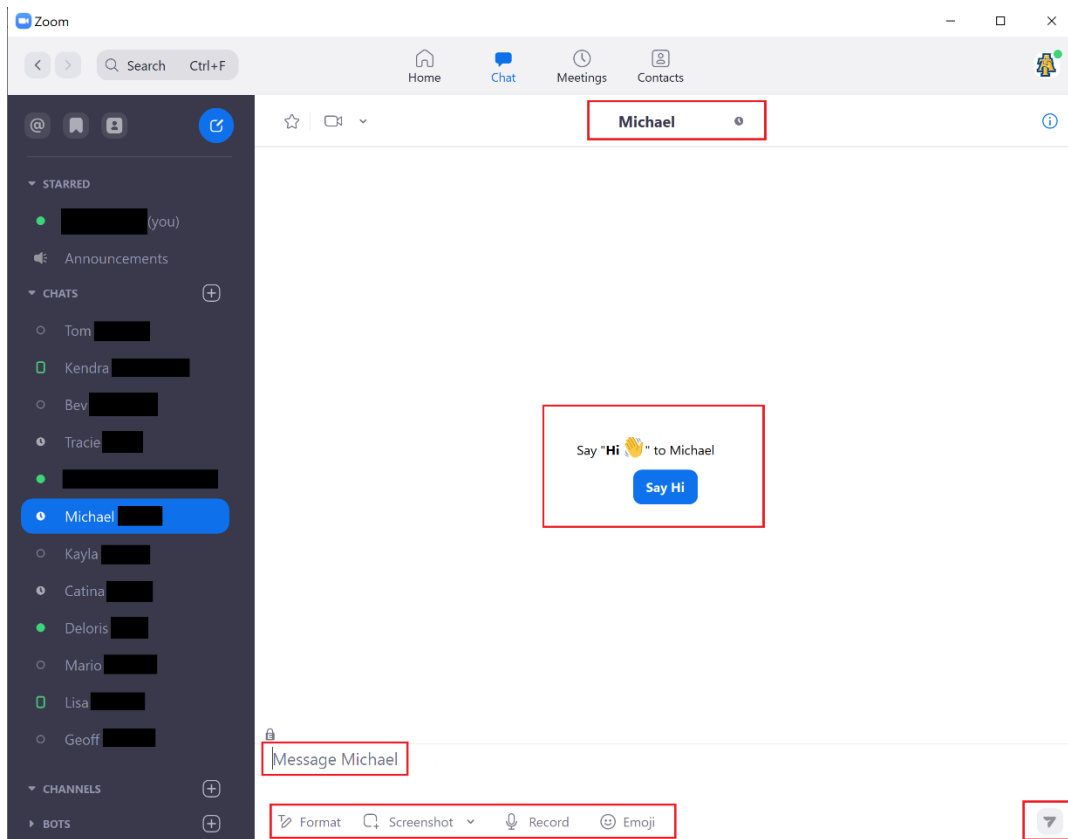 Zoom
Search Ctrl+F
Home
Chat
Meetings
Contacts
Michael
STARRED
(you)
Announcements
CHATS
Tom
Kendra
Bev
Tracie
Michael
Kayla
Catina
Deloris
Mario
Lisa
Geoff
CHANNELS
BOTS
Say "Hi 👋" to Michael
Say Hi
Message Michael
Format Screenshot Record Emoji